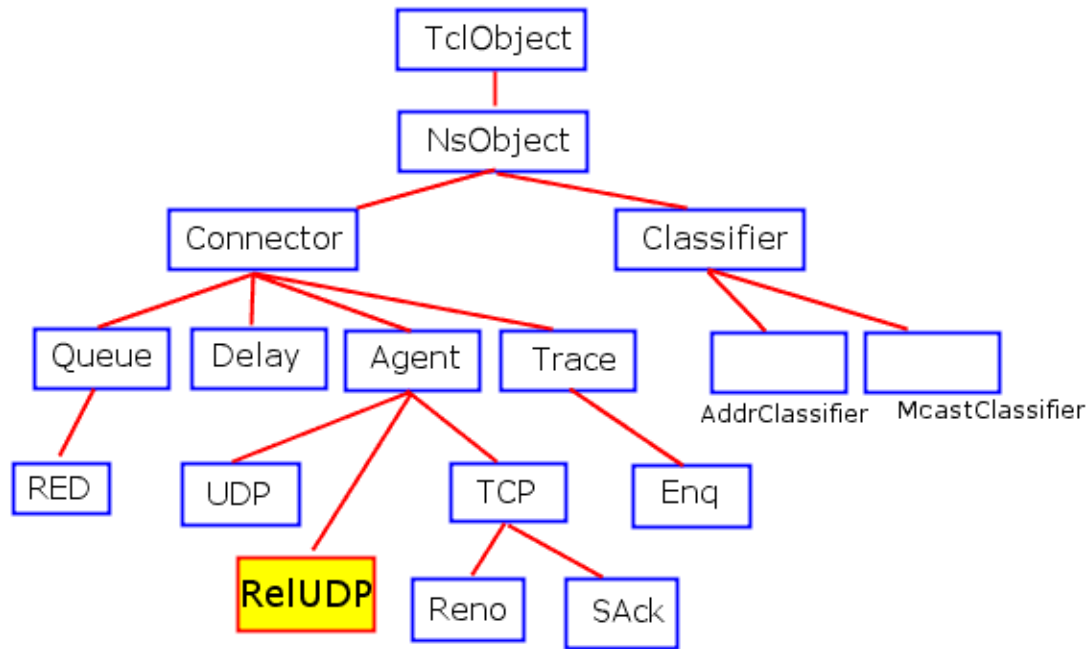 TclObject
NsObject
Connector
Classifier
Queue
Delay
Agent
Trace
AddrClassifier
McastClassifier
RED
UDP
TCP
Enq
RelUDP
Reno
SAck